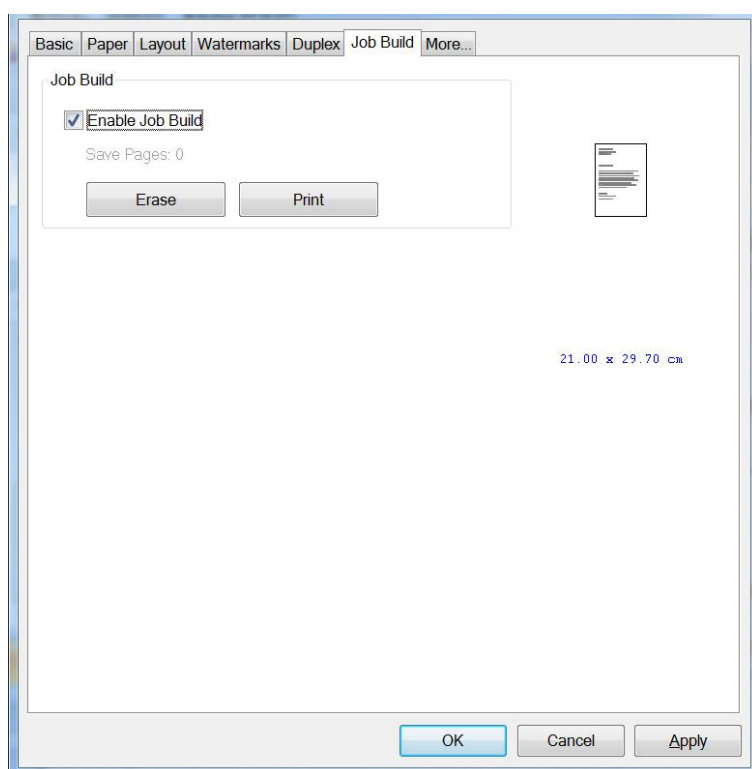 Basic Paper Layout Watermarks Duplex Job Build More...
Job Build
Enable Job Build
Save Pages: 0
Erase Print
21.00 x 29.70 cm
OK Cancel Apply